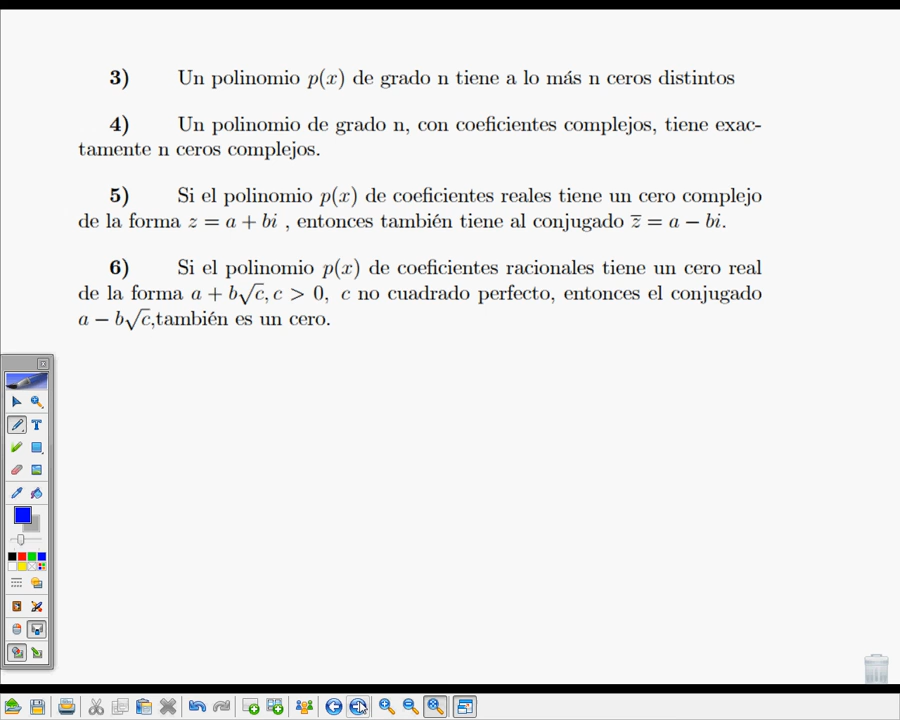 3) Un polinomio p(x) de grado n tiene a lo más n ceros distintos
4) Un polinomio de grado n, con coeficientes complejos, tiene exac-
tamente n ceros complejos.
5) Si el polinomio p(x) de coeficientes reales tiene un cero complejo
de la forma z = a + bi , entonces también tiene al conjugado z̅ = a − bi.
6) Si el polinomio p(x) de coeficientes racionales tiene un cero real
de la forma a + b√c, c > 0, c no cuadrado perfecto, entonces el conjugado
a − b√c,también es un cero.
T